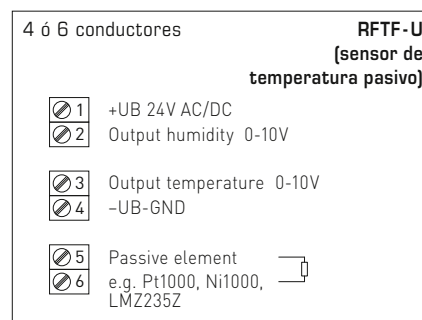 4 ó 6 conductores
RFTF-U
(sensor de
temperatura pasivo)
1 +UB 24V AC/DC
2 Output humidity 0-10V
3 Output temperature 0-10V
4 –UB-GND
5 Passive element
6 e.g. Pt1000, Ni1000,
LMZ235Z